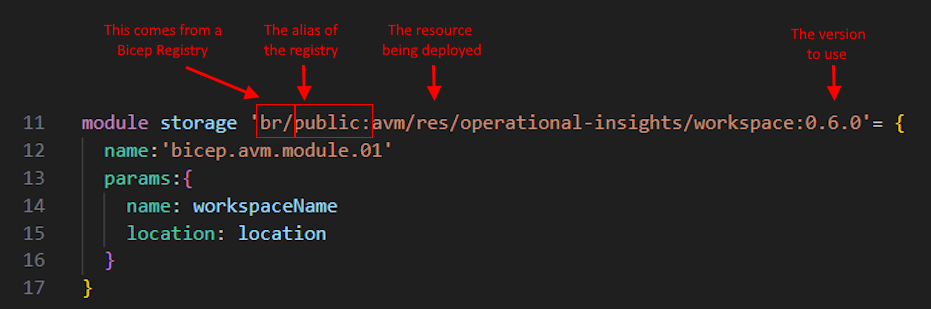 This comes from a
Bicep Registry
The alias of
the registry
The resource
being deployed
The version
to use
11 module storage 'br/public:avm/res/operational-insights/workspace:0.6.0'= {
12 name:'bicep.avm.module.01'
13 params:{
14 name: workspaceName
15 location: location
16 }
17 }